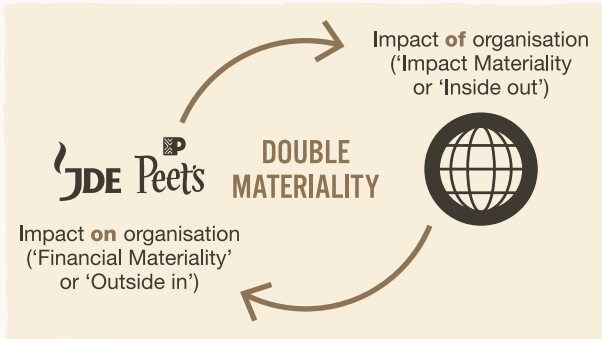 Impact of organisation
(‘Impact Materiality
or ‘Inside out’)
JDE Peet's
DOUBLE
MATERIALITY
Impact on organisation
(‘Financial Materiality’
or ‘Outside in’)